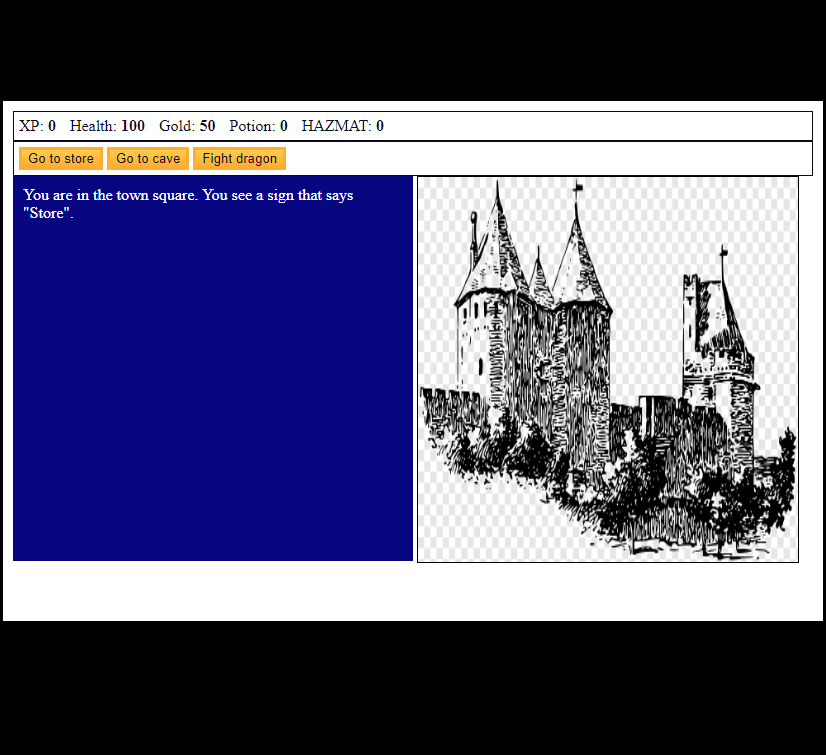 XP: 0 Health: 100 Gold: 50 Potion: 0 HAZMAT: 0
Go to store Go to cave Fight dragon
You are in the town square. You see a sign that says
"Store".